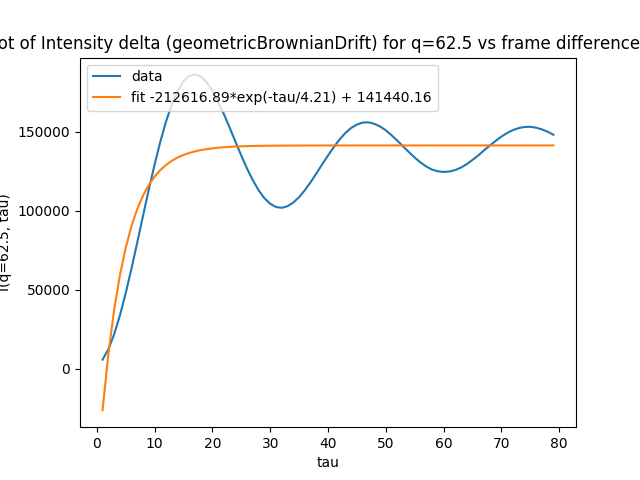 ot of Intensity delta (geometricBrownianDrift) for q=62.5 vs frame difference
data
fit -212616.89*exp(-tau/4.21) + 141440.16
150000
100000
50000
0
I(q=62.5, tau)
0 10 20 30 40 50 60 70 80
tau